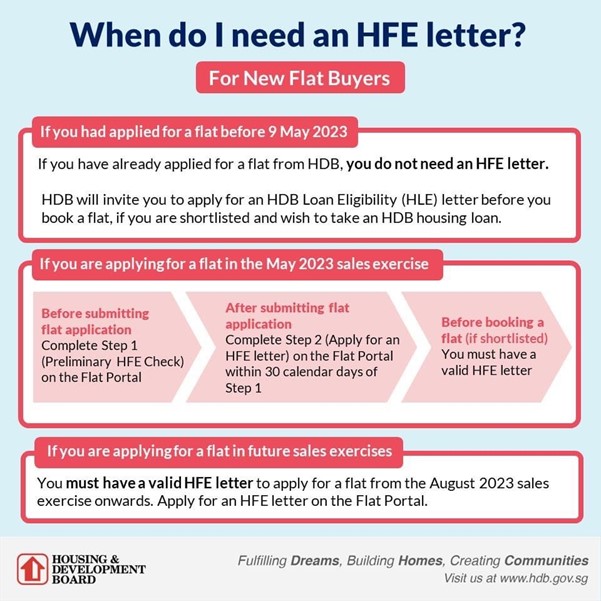 When do I need an HFE letter?
For New Flat Buyers
If you had applied for a flat before 9 May 2023
If you have already applied for a flat from HDB, you do not need an HFE letter.
HDB will invite you to apply for an HDB Loan Eligibility (HLE) letter before you
book a flat, if you are shortlisted and wish to take an HDB housing loan.
If you are applying for a flat in the May 2023 sales exercise
Before submitting
flat application
Complete Step 1
(Preliminary HFE Check)
on the Flat Portal
After submitting flat
application
Complete Step 2 (Apply for an
HFE letter) on the Flat Portal
within 30 calendar days of
Step 1
Before booking a
flat (if shortlisted)
You must have a
valid HFE letter
If you are applying for a flat in future sales exercises
You must have a valid HFE letter to apply for a flat from the August 2023 sales
exercise onwards. Apply for an HFE letter on the Flat Portal.
HOUSING &
DEVELOPMENT
BOARD
Fulfilling Dreams, Building Homes, Creating Communities
Visit us at www.hdb.gov.sg